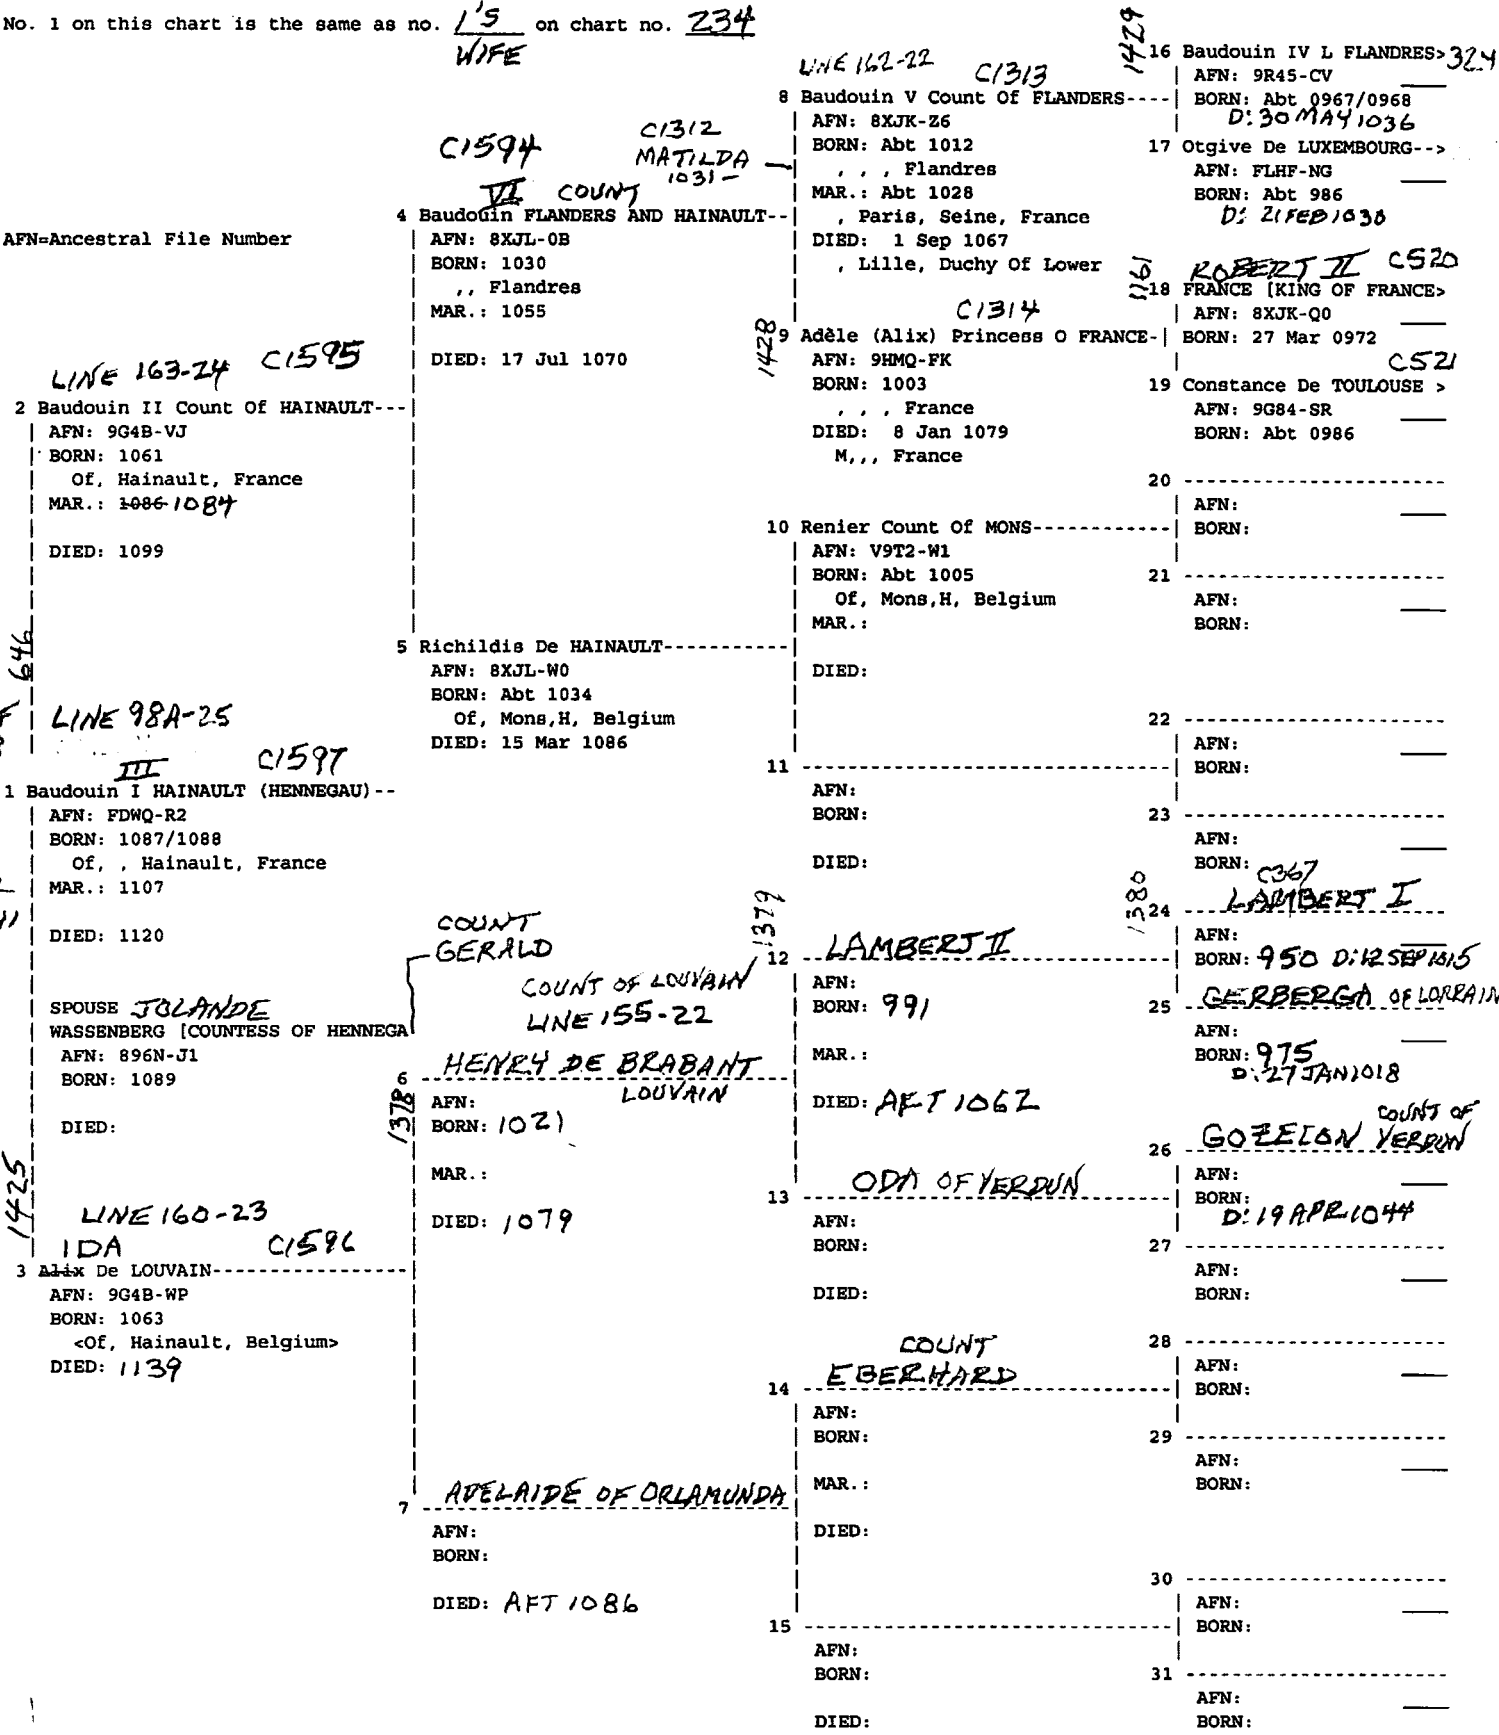 No. 1 on this chart is the same as no. 1'S on chart no. 234
WIFE
AFN=Ancestral File Number
LINE 163-24 C1595
2 Baudouin II Count Of HAINAULT---
AFN: 9G4B-VJ
BORN: 1061
Of, Hainault, France
MAR.: 1086 1084
DIED: 1099
646
LINE 98A-25
III C1597
1 Baudouin I HAINAULT (HENNEGAU)--
AFN: FDWQ-R2
BORN: 1087/1088
Of, , Hainault, France
MAR.: 1107
DIED: 1120
SPOUSE JOLANDE
WASSENBERG [COUNTESS OF HENNEGA
AFN: 896N-J1
BORN: 1089
DIED:
COUNT
GERALD
1425
LINE 160-23
IDA C1596
3 Alix De LOUVAIN----------------
AFN: 9G4B-WP
BORN: 1063
<Of, Hainault, Belgium>
DIED: 1139
C1594
VI COUNT
4 Baudouin FLANDERS AND HAINAULT--
AFN: 8XJL-0B
BORN: 1030
,, Flandres
MAR.: 1055
DIED: 17 Jul 1070
C1312
MATILDA
1031-
5 Richildis De HAINAULT-----------
AFN: 8XJL-W0
BORN: Abt 1034
Of, Mons,H, Belgium
DIED: 15 Mar 1086
COUNT OF LOUVAIN
LINE 155-22
1378
6 HENRY DE BRABANT
LOUVAIN
AFN:
BORN: 1021
MAR.:
DIED: 1079
7 ADELAIDE OF ORLAMUNDA
AFN:
BORN:
DIED: AFT 1086
LINE 162-22 C1313
8 Baudouin V Count Of FLANDERS----
AFN: 8XJK-Z6
BORN: Abt 1012
, , , Flandres
MAR.: Abt 1028
, Paris, Seine, France
DIED: 1 Sep 1067
, Lille, Duchy Of Lower
C1314
1428
9 Adèle (Alix) Princess O FRANCE-
AFN: 9HMQ-FK
BORN: 1003
, , , France
DIED: 8 Jan 1079
M,,, France
10 Renier Count Of MONS------------
AFN: V9T2-W1
BORN: Abt 1005
Of, Mons,H, Belgium
MAR.:
DIED:
11 -------------------------------
AFN:
BORN:
DIED:
1379
12 LAMBERT II
AFN:
BORN: 991
MAR.:
DIED: AFT 1062
13 ODA OF VERDUN
AFN:
BORN:
DIED:
COUNT
14 EBERHARD
AFN:
BORN:
MAR.:
DIED:
15 -------------------------------
AFN:
BORN:
DIED:
1429
16 Baudouin IV L FLANDRES> 324
AFN: 9R45-CV
BORN: Abt 0967/0968
D: 30 MAY 1036
17 Otgive De LUXEMBOURG-->
AFN: FLHF-NG
BORN: Abt 986
D: 21 FEB 1030
1161
ROBERT II C520
18 FRANCE [KING OF FRANCE>
AFN: 8XJK-Q0
BORN: 27 Mar 0972
C521
19 Constance De TOULOUSE >
AFN: 9G84-SR
BORN: Abt 0986
20 ----------------------
AFN:
BORN:
21 ----------------------
AFN:
BORN:
22 ----------------------
AFN:
BORN:
23 ----------------------
AFN:
BORN:
C367
1380
24 LAMBERT I
AFN:
BORN: 950 D: 12 SEP 1015
25 GERBERGA OF LORRAIN
AFN:
BORN: 975
D: 27 JAN 1018
COUNT OF
26 GOZELON VERDUN
AFN:
BORN:
D: 19 APR 1044
27 ----------------------
AFN:
BORN:
28 ----------------------
AFN:
BORN:
29 ----------------------
AFN:
BORN:
30 ----------------------
AFN:
BORN:
31 ----------------------
AFN:
BORN: